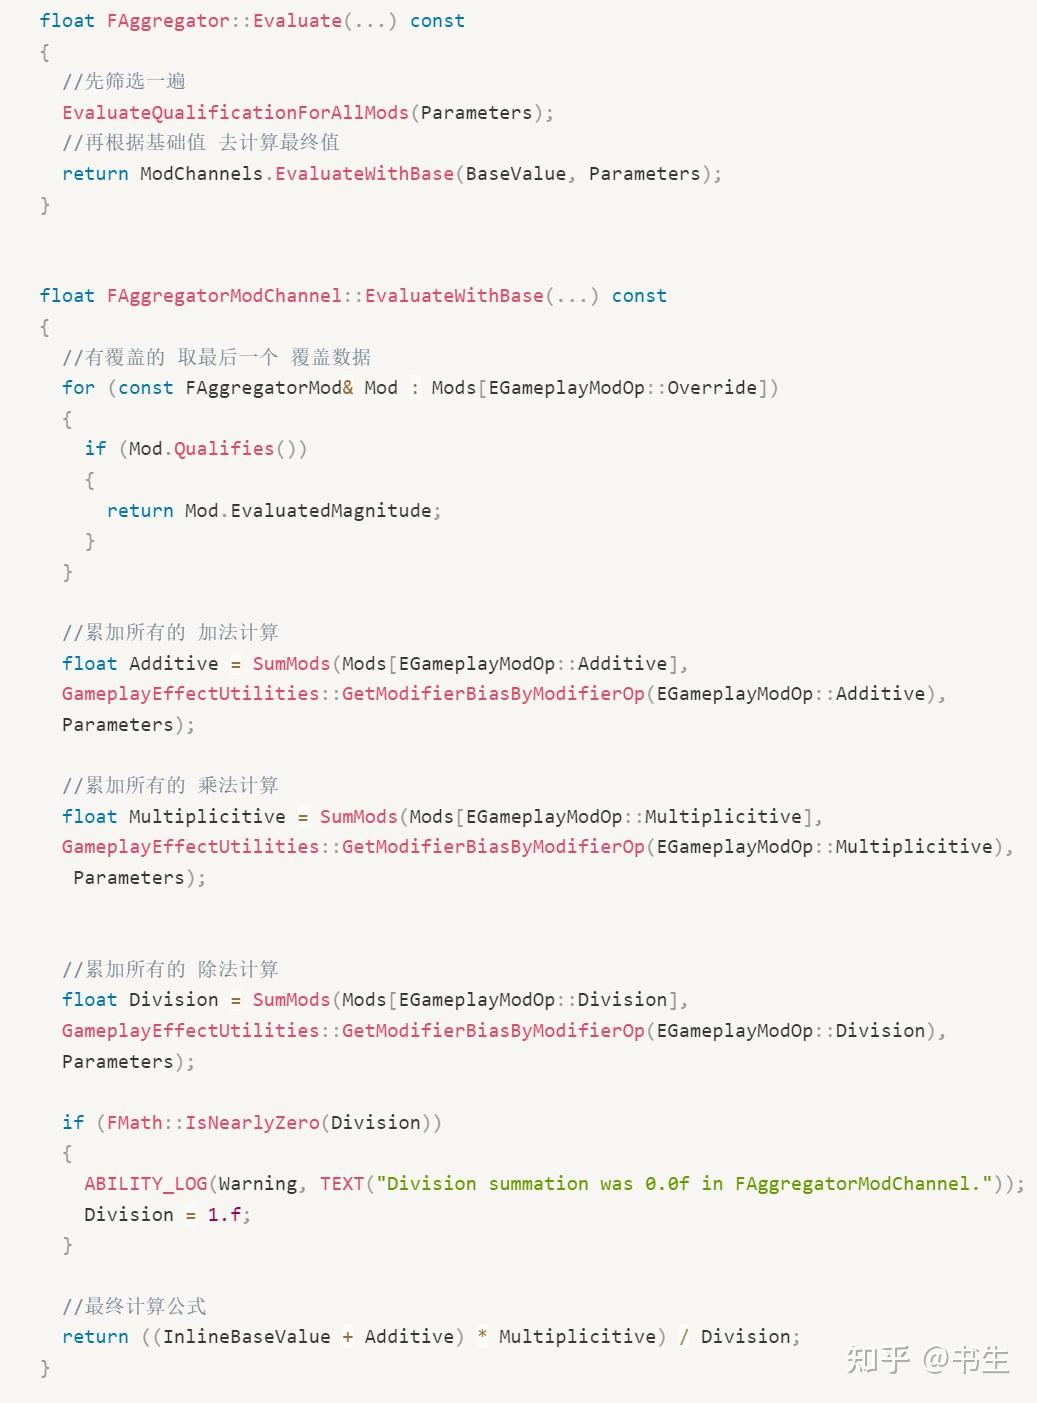 float FAggregator::Evaluate(...) const
{
//先筛选一遍
EvaluateQualificationForAllMods(Parameters);
//再根据基础值 去计算最终值
return ModChannels.EvaluateWithBase(BaseValue, Parameters);
}
float FAggregatorModChannel::EvaluateWithBase(...) const
{
//有覆盖的 取最后一个 覆盖数据
for (const FAggregatorMod& Mod : Mods[EGameplayModOp::Override])
{
if (Mod.Qualifies())
{
return Mod.EvaluatedMagnitude;
}
}
//累加所有的 加法计算
float Additive = SumMods(Mods[EGameplayModOp::Additive],
GameplayEffectUtilities::GetModifierBiasByModifierOp(EGameplayModOp::Additive),
Parameters);
//累加所有的 乘法计算
float Multiplicitive = SumMods(Mods[EGameplayModOp::Multiplicitive],
GameplayEffectUtilities::GetModifierBiasByModifierOp(EGameplayModOp::Multiplicitive),
Parameters);
//累加所有的 除法计算
float Division = SumMods(Mods[EGameplayModOp::Division],
GameplayEffectUtilities::GetModifierBiasByModifierOp(EGameplayModOp::Division),
Parameters);
if (FMath::IsNearlyZero(Division))
{
ABILITY_LOG(Warning, TEXT("Division summation was 0.0f in FAggregatorModChannel."));
Division = 1.f;
}
//最终计算公式
return ((InlineBaseValue + Additive) * Multiplicitive) / Division;
}
知乎 @书生